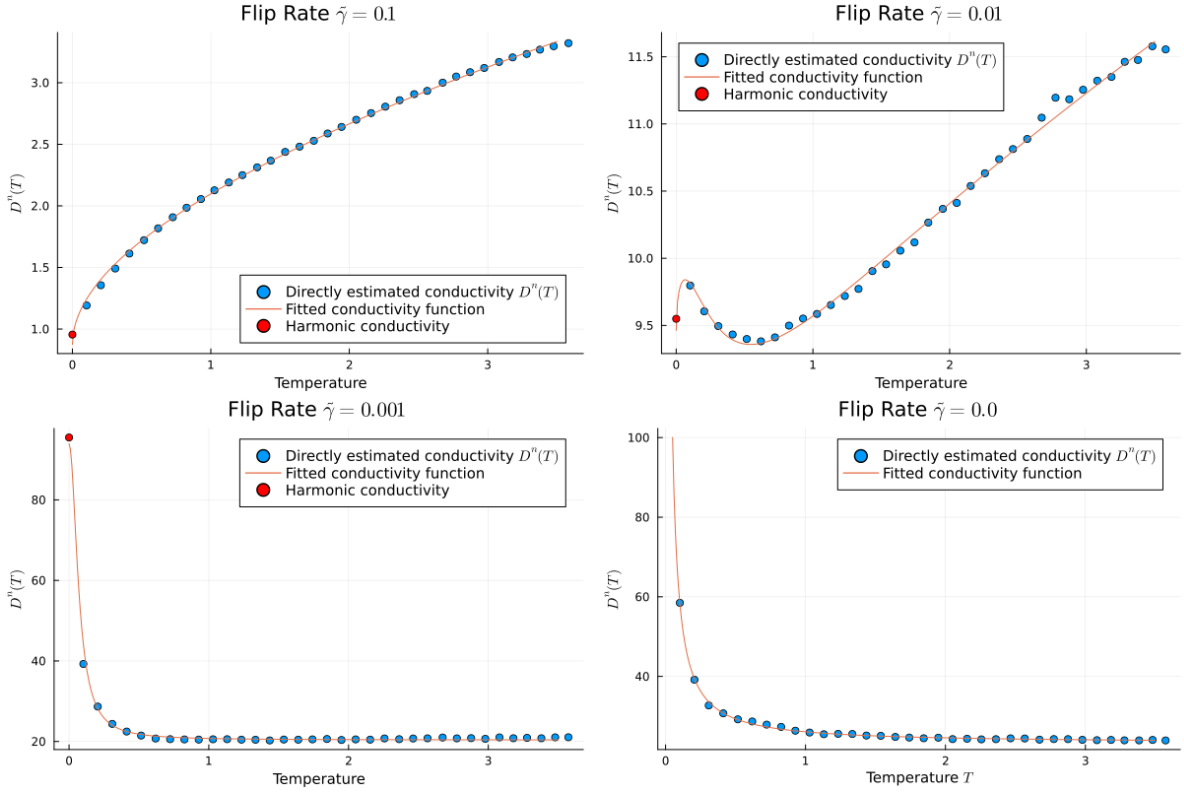 Flip Rate γ̃ = 0.1
Dⁿ(T)
3.0
2.5
2.0
1.5
1.0
Directly estimated conductivity Dⁿ(T)
Fitted conductivity function
Harmonic conductivity
0 1 2 3
Temperature
Flip Rate γ̃ = 0.01
Dⁿ(T)
11.5
11.0
10.5
10.0
9.5
Directly estimated conductivity Dⁿ(T)
Fitted conductivity function
Harmonic conductivity
0 1 2 3
Temperature
Flip Rate γ̃ = 0.001
Dⁿ(T)
80
60
40
20
Directly estimated conductivity Dⁿ(T)
Fitted conductivity function
Harmonic conductivity
0 1 2 3
Temperature
Flip Rate γ̃ = 0.0
Dⁿ(T)
100
80
60
40
Directly estimated conductivity Dⁿ(T)
Fitted conductivity function
0 1 2 3
Temperature T